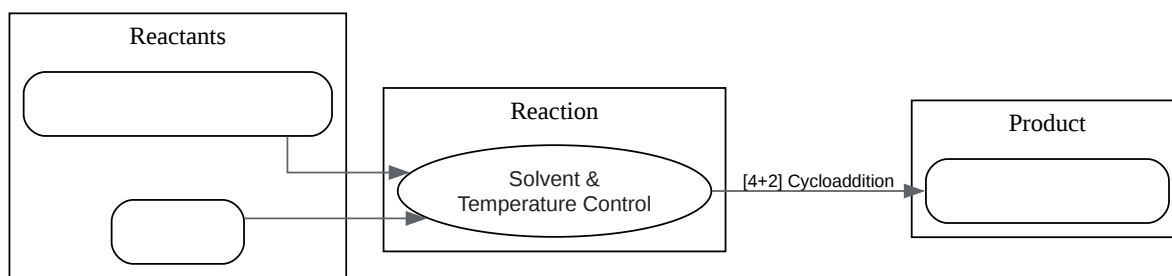 Reactants
Reaction
Solvent &
Temperature Control
[4+2] Cycloaddition
Product